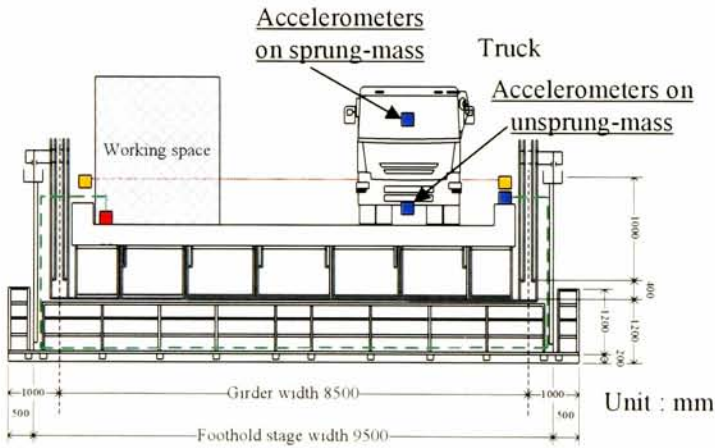 Accelerometers
on sprung-mass
Truck
Accelerometers on
unsprung-mass
Working space
1000
400
1200
1200
200
1000
Girder width 8500
1000
Unit : mm
500
500
Foothold stage width 9500